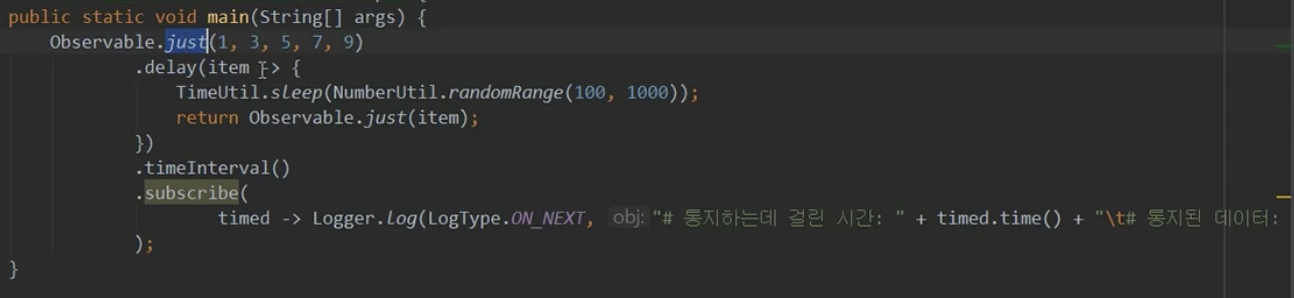 public static void main(String[] args) {
Observable.just(1, 3, 5, 7, 9)
.delay(item -> {
TimeUtil.sleep(NumberUtil.randomRange(100, 1000));
return Observable.just(item);
})
.timeInterval()
.subscribe(
timed -> Logger.log(LogType.ON_NEXT, obj: "# 통지하는데 걸린 시간: " + timed.time() + "\t# 통지된 데이터:
);
}